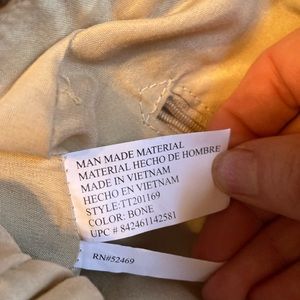 MAN MADE MATERIAL
MATERIAL HECHO DE HOMBRE
MADE IN VIETNAM
HECHO EN VIETNAM
STYLE:TT201169
COLOR: BONE
UPC # 842461142581
RN#52469